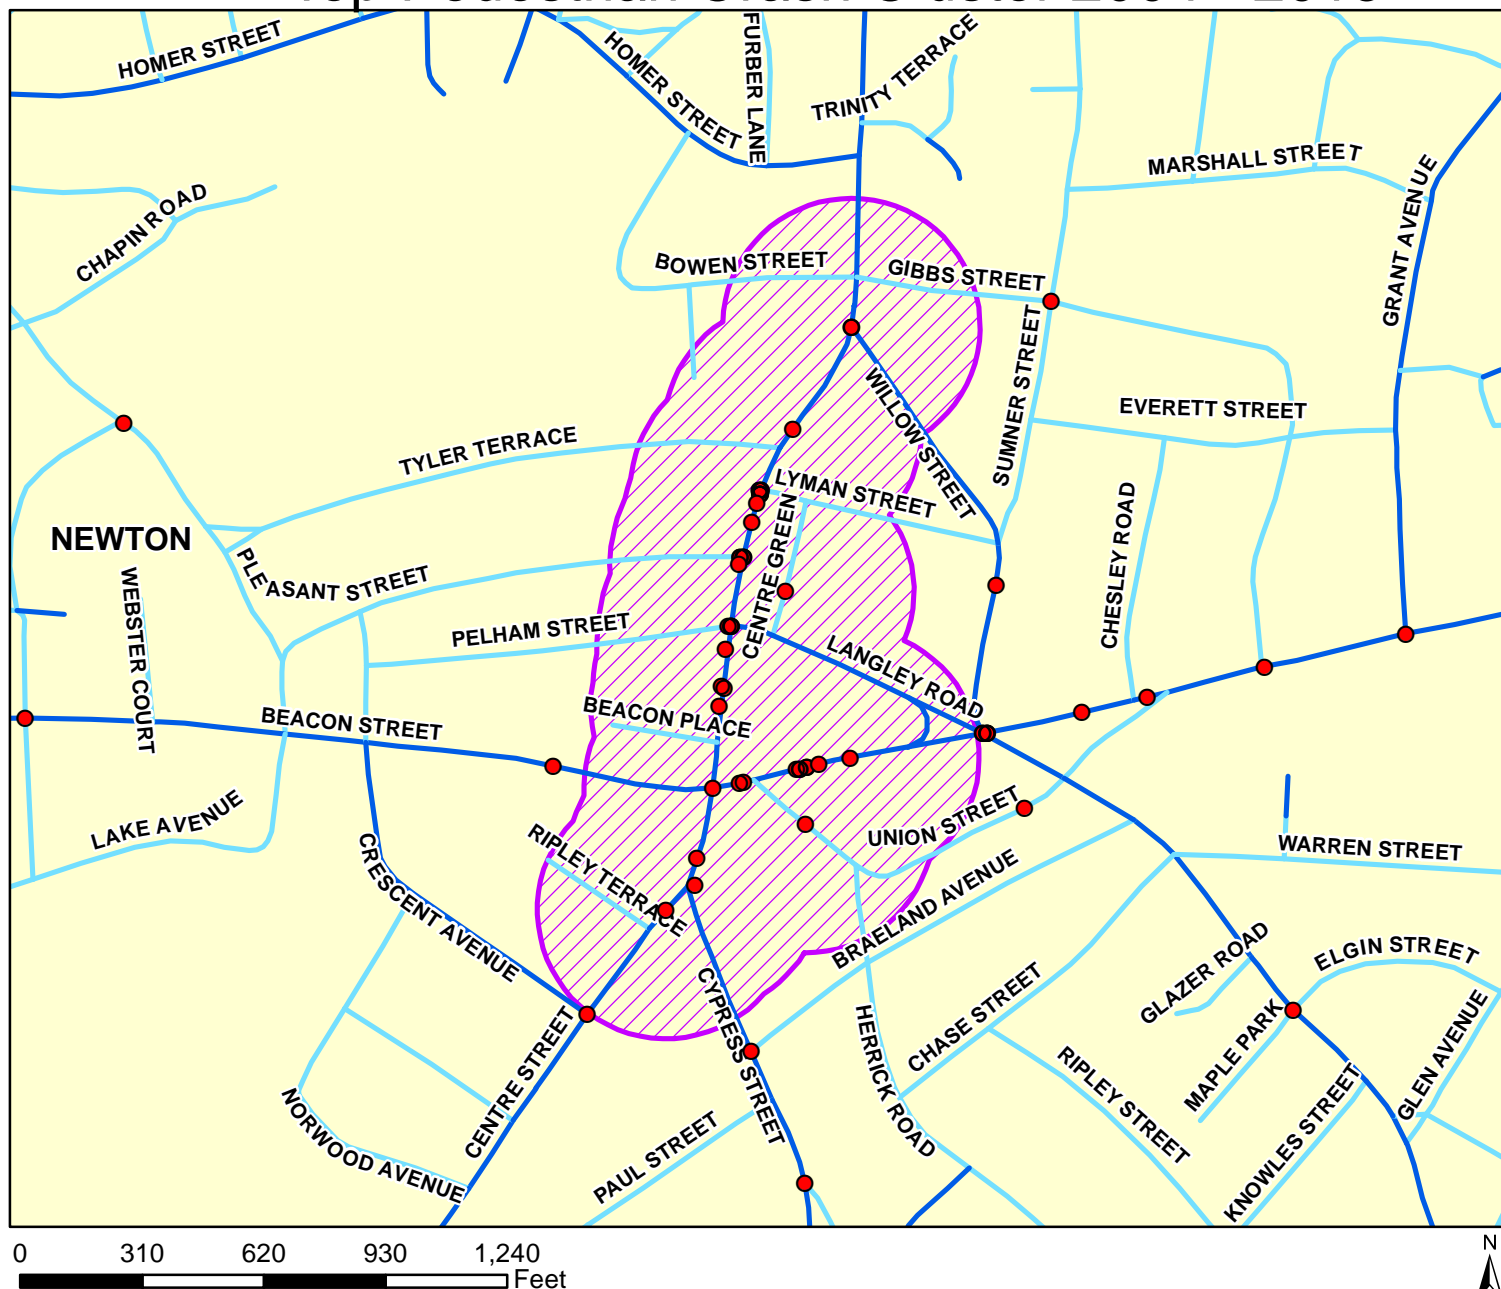 HOMER STREET
HOMER STREET
FURBER LANE
TRINITY TERRACE
MARSHALL STREET
GRANT AVENUE
CHAPIN ROAD
BOWEN STREET
GIBBS STREET
SUMNER STREET
WILLOW STREET
EVERETT STREET
TYLER TERRACE
LYMAN STREET
CENTRE GREEN
CHESLEY ROAD
NEWTON
PLEASANT STREET
WEBSTER COURT
PELHAM STREET
LANGLEY ROAD
BEACON STREET
BEACON PLACE
LAKE AVENUE
UNION STREET
WARREN STREET
CRESCENT AVENUE
RIPLEY TERRACE
BRAELAND AVENUE
GLAZER ROAD
ELGIN STREET
CYPRESS STREET
CENTRE STREET
HERRICK ROAD
CHASE STREET
MAPLE PARK
GLEN AVENUE
RIPLEY STREET
KNOWLES STREET
NORWOOD AVENUE
PAUL STREET
0 310 620 930 1,240
Feet
N